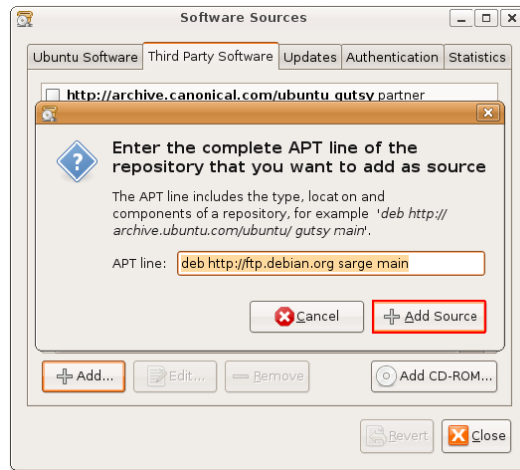 Software Sources
Ubuntu Software Third Party Software Updates Authentication Statistics
http://archive.canonical.com/ubuntu gutsy partner
Enter the complete APT line of the
repository that you want to add as source
The APT line includes the type, location and
components of a repository, for example 'deb http://
archive.ubuntu.com/ubuntu/ gutsy main'.
APT line: deb http://ftp.debian.org sarge main
Cancel Add Source
Add... Edit... Remove Add CD-ROM...
Revert Close